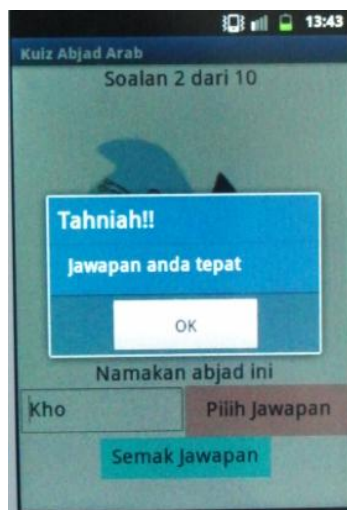 13:43
Kuiz Abjad Arab
Soalan 2 dari 10
Tahniah!!
Jawapan anda tepat
OK
Namakan abjad ini
Kho
Pilih Jawapan
Semak Jawapan